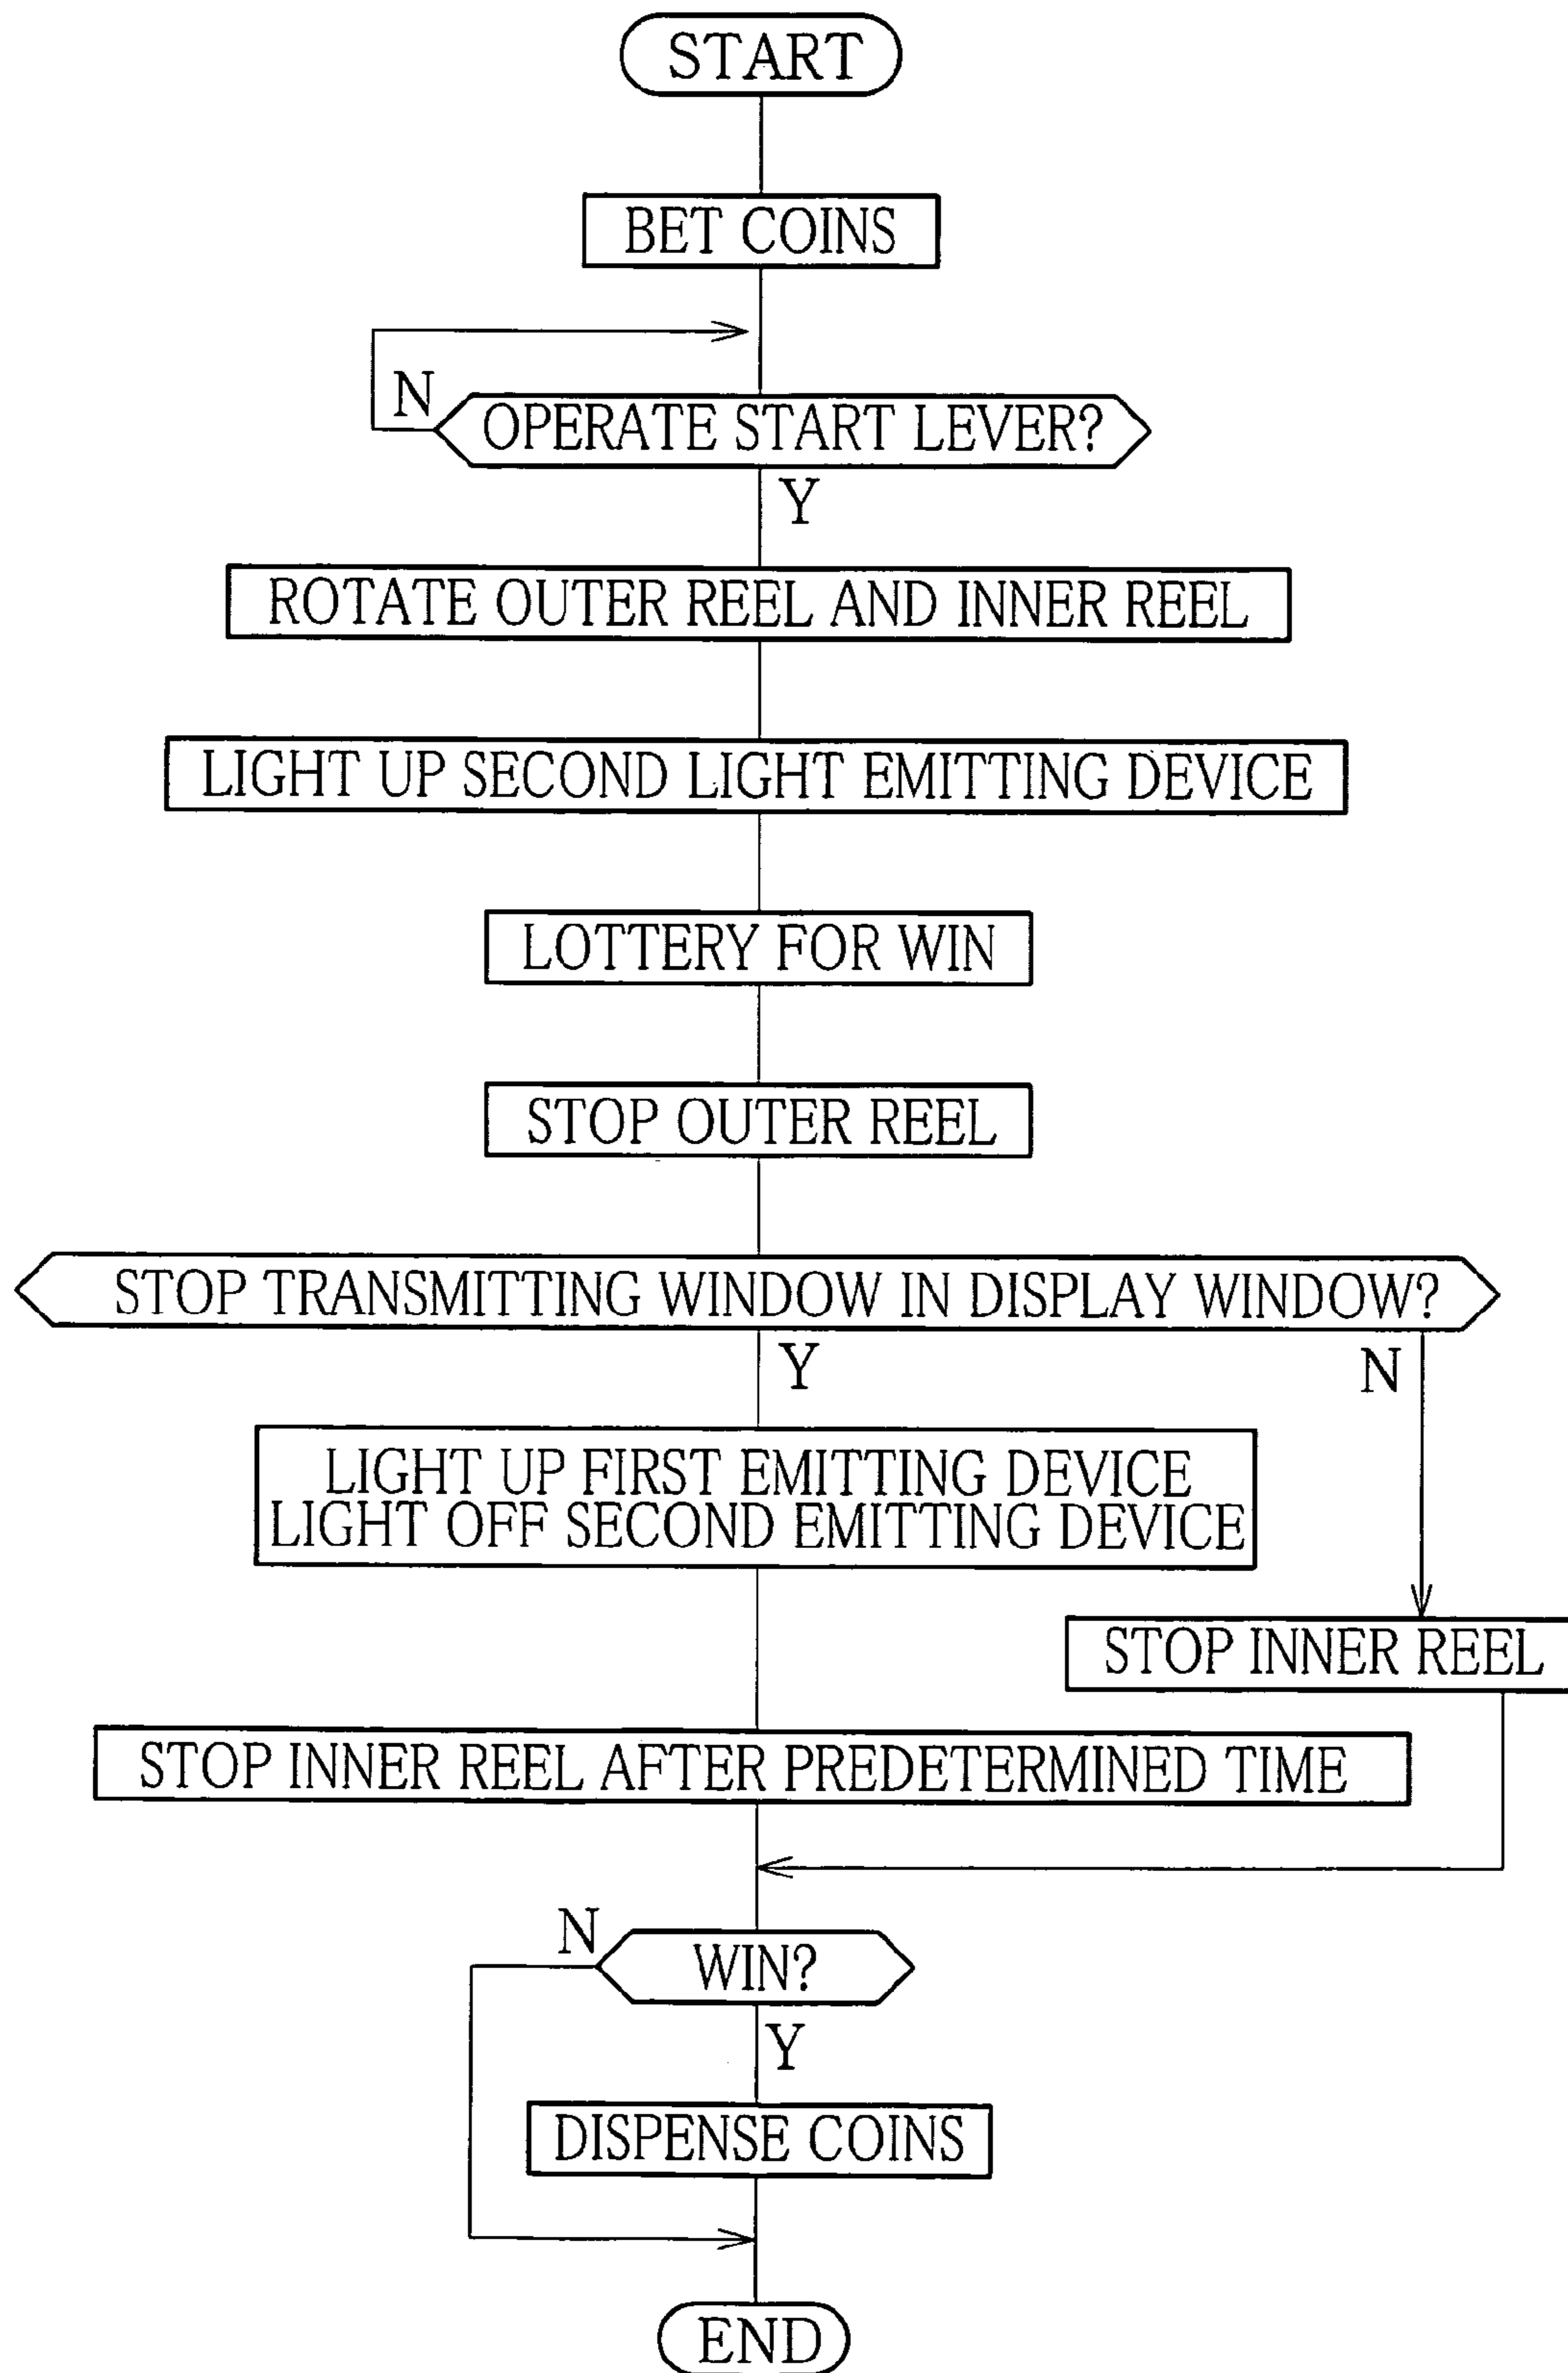 START
BET COINS
N
OPERATE START LEVER?
Y
ROTATE OUTER REEL AND INNER REEL
LIGHT UP SECOND LIGHT EMITTING DEVICE
LOTTERY FOR WIN
STOP OUTER REEL
STOP TRANSMITTING WINDOW IN DISPLAY WINDOW?
Y
N
LIGHT UP FIRST EMITTING DEVICE
LIGHT OFF SECOND EMITTING DEVICE
STOP INNER REEL
STOP INNER REEL AFTER PREDETERMINED TIME
N
WIN?
Y
DISPENSE COINS
END